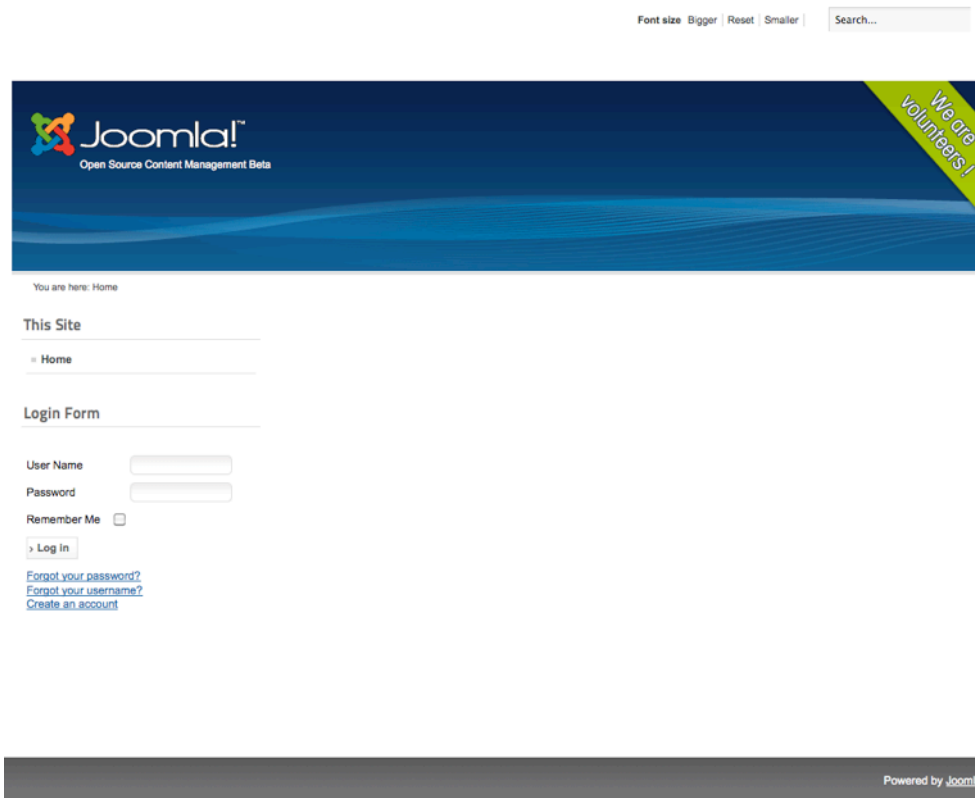 Font size Bigger Reset Smaller Search...
We are
volunteers!
Joomla!™
Open Source Content Management Beta
You are here: Home
This Site
Home
Login Form
User Name
Password
Remember Me
› Log in
Forgot your password?
Forgot your username?
Create an account
Powered by Jooml